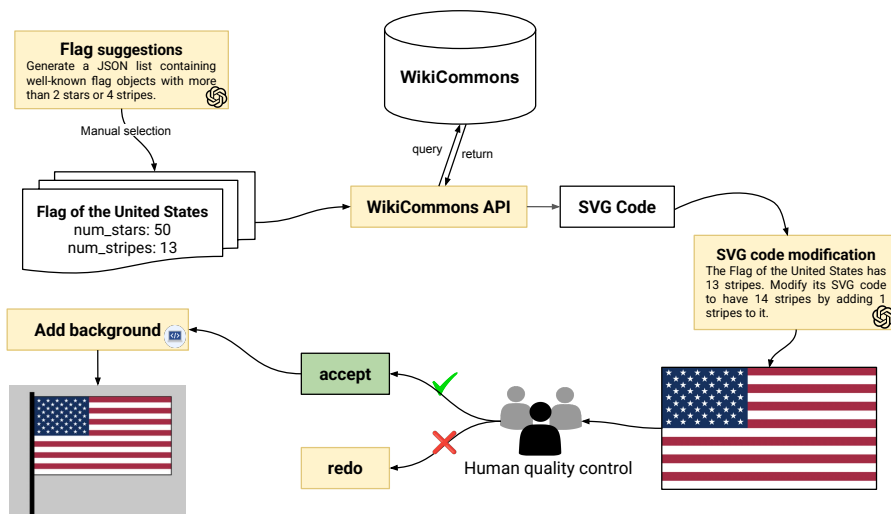 Flag suggestions
Generate a JSON list containing
well-known flag objects with more
than 2 stars or 4 stripes.
Manual selection
WikiCommons
query
return
Flag of the United States
num_stars: 50
num_stripes: 13
WikiCommons API
SVG Code
SVG code modification
The Flag of the United States has
13 stripes. Modify its SVG code
to have 14 stripes by adding 1
stripes to it.
Add background
accept
redo
Human quality control